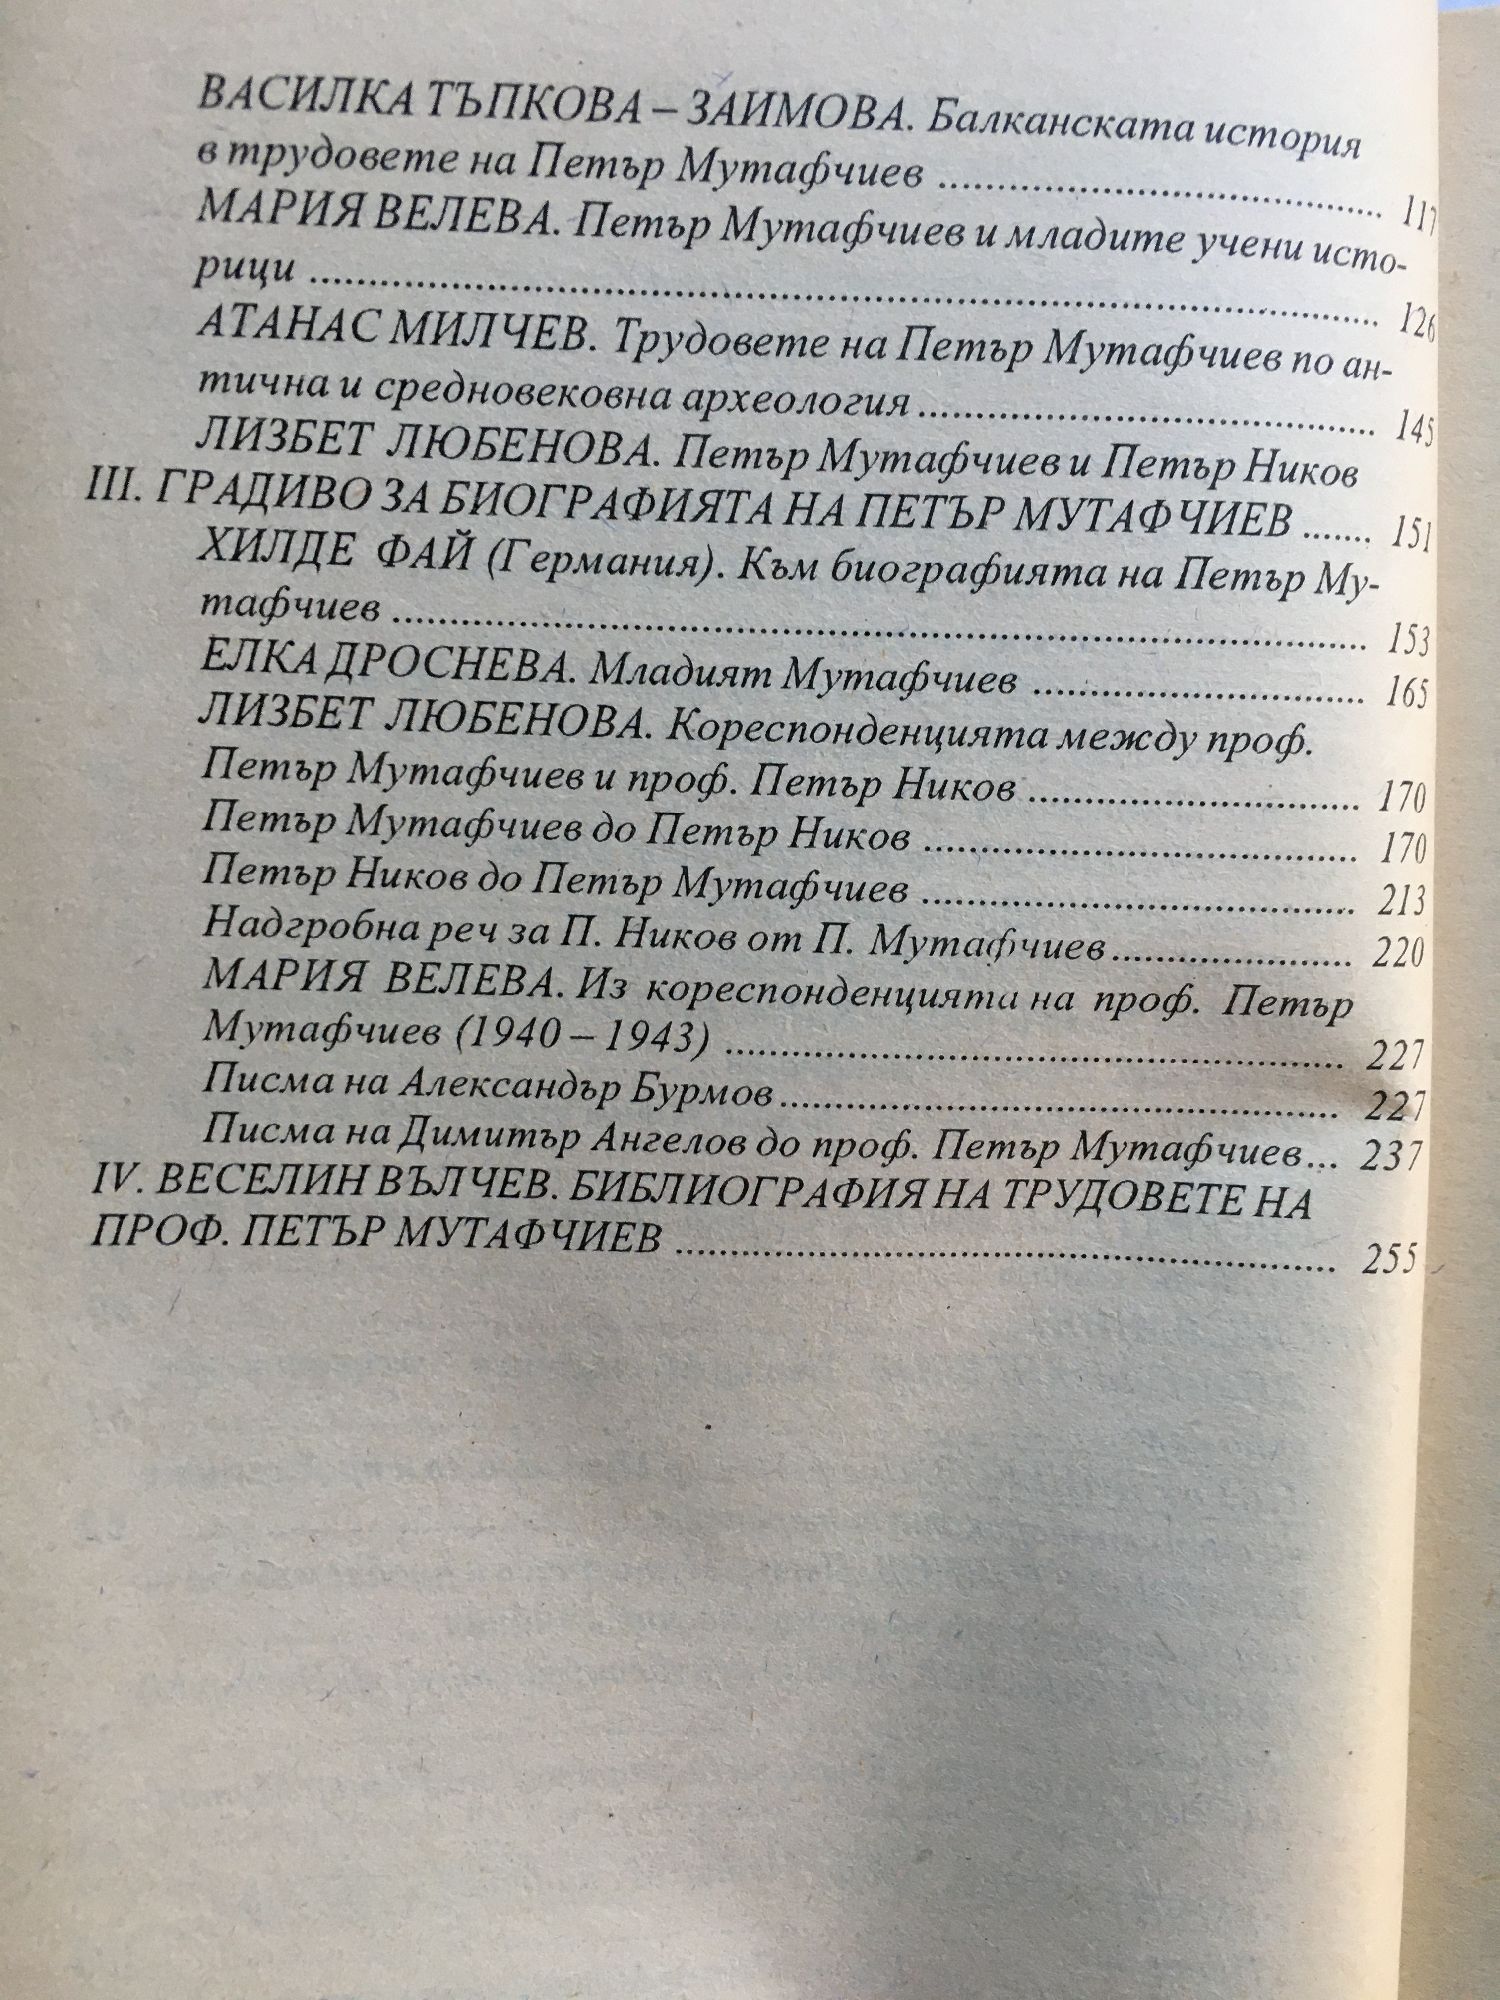 ВАСИЛКА ТЪПКОВА – ЗАИМОВА. Балканската история
в трудовете на Петър Мутафчиев ........................................ 117
МАРИЯ ВЕЛЕВА. Петър Мутафчиев и младите учени исто-
рици ........................................ 126
АТАНАС МИЛЧЕВ. Трудовете на Петър Мутафчиев по ан-
тична и средновековна археология ........................................ 145
ЛИЗБЕТ ЛЮБЕНОВА. Петър Мутафчиев и Петър Ников
III. ГРАДИВО ЗА БИОГРАФИЯТА НА ПЕТЪР МУТАФЧИЕВ ....... 151
ХИЛДЕ ФАЙ (Германия). Към биографията на Петър Му-
тафчиев ........................................ 153
ЕЛКА ДРОСНЕВА. Младият Мутафчиев ........................................ 165
ЛИЗБЕТ ЛЮБЕНОВА. Кореспонденцията между проф.
Петър Мутафчиев и проф. Петър Ников ........................................ 170
Петър Мутафчиев до Петър Ников ........................................ 170
Петър Ников до Петър Мутафчиев ........................................ 213
Надгробна реч за П. Ников от П. Мутафчиев ...................... 220
МАРИЯ ВЕЛЕВА. Из кореспонденцията на проф. Петър
Мутафчиев (1940 – 1943) ........................................ 227
Писма на Александър Бурмов ........................................ 227
Писма на Димитър Ангелов до проф. Петър Мутафчиев... 237
IV. ВЕСЕЛИН ВЪЛЧЕВ. БИБЛИОГРАФИЯ НА ТРУДОВЕТЕ НА
ПРОФ. ПЕТЪР МУТАФЧИЕВ ........................................ 255